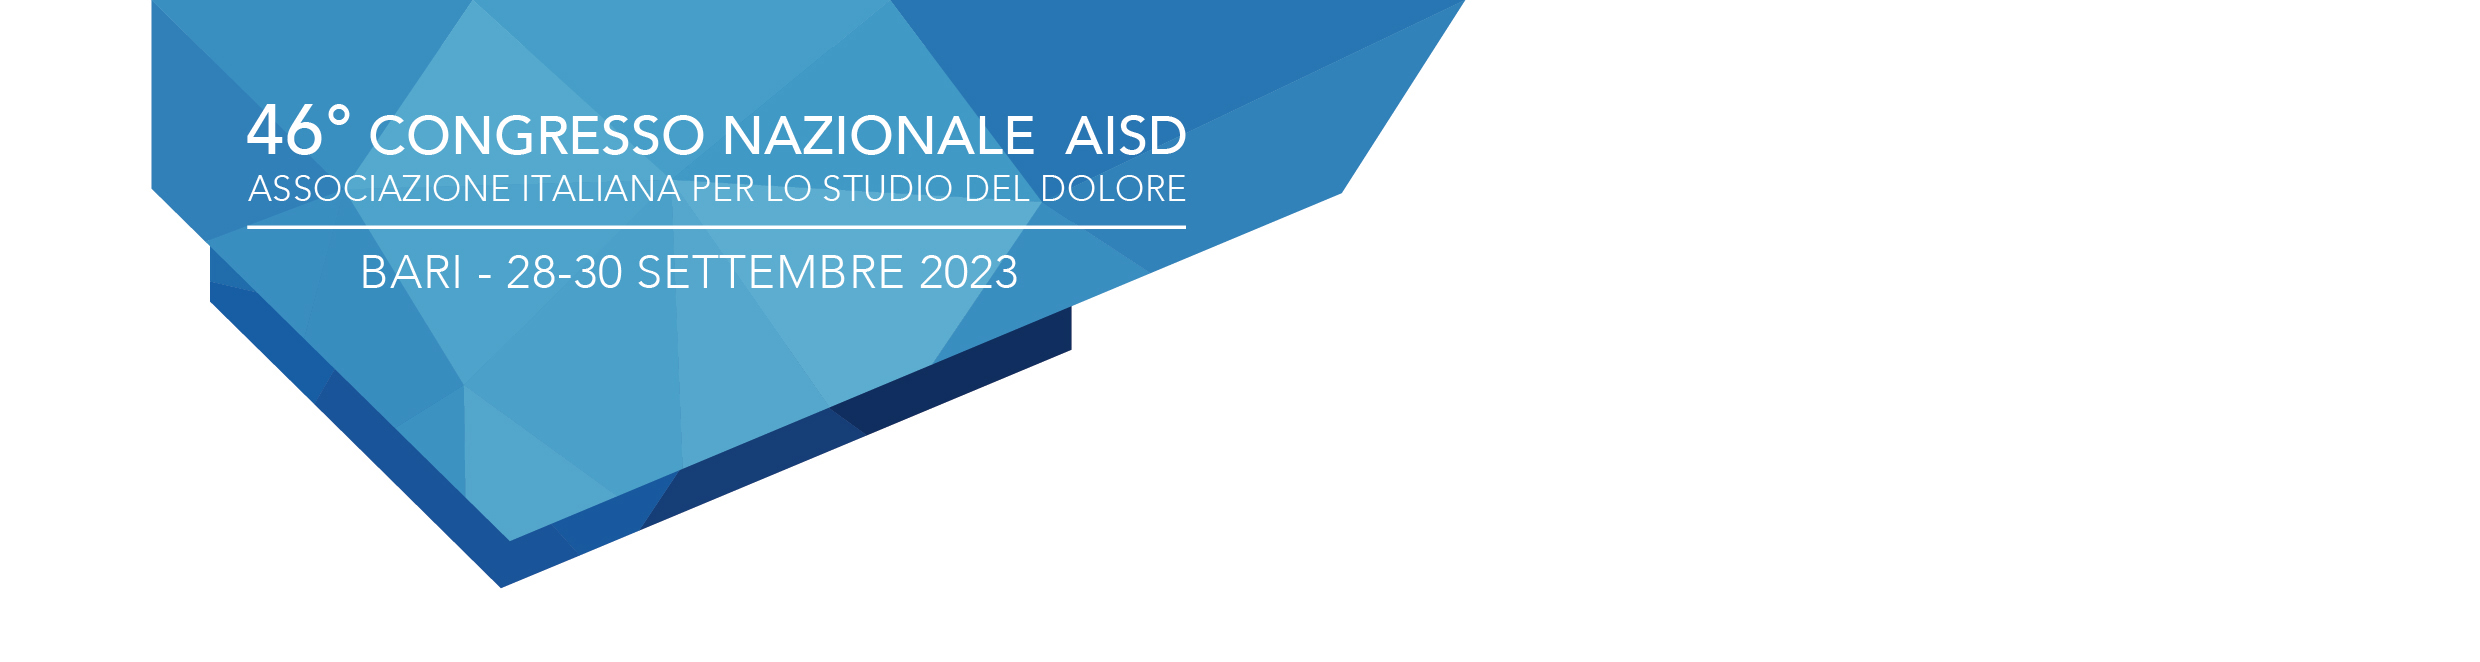 46° CONGRESSO NAZIONALE AISD
ASSOCIAZIONE ITALIANA PER LO STUDIO DEL DOLORE
BARI - 28-30 SETTEMBRE 2023